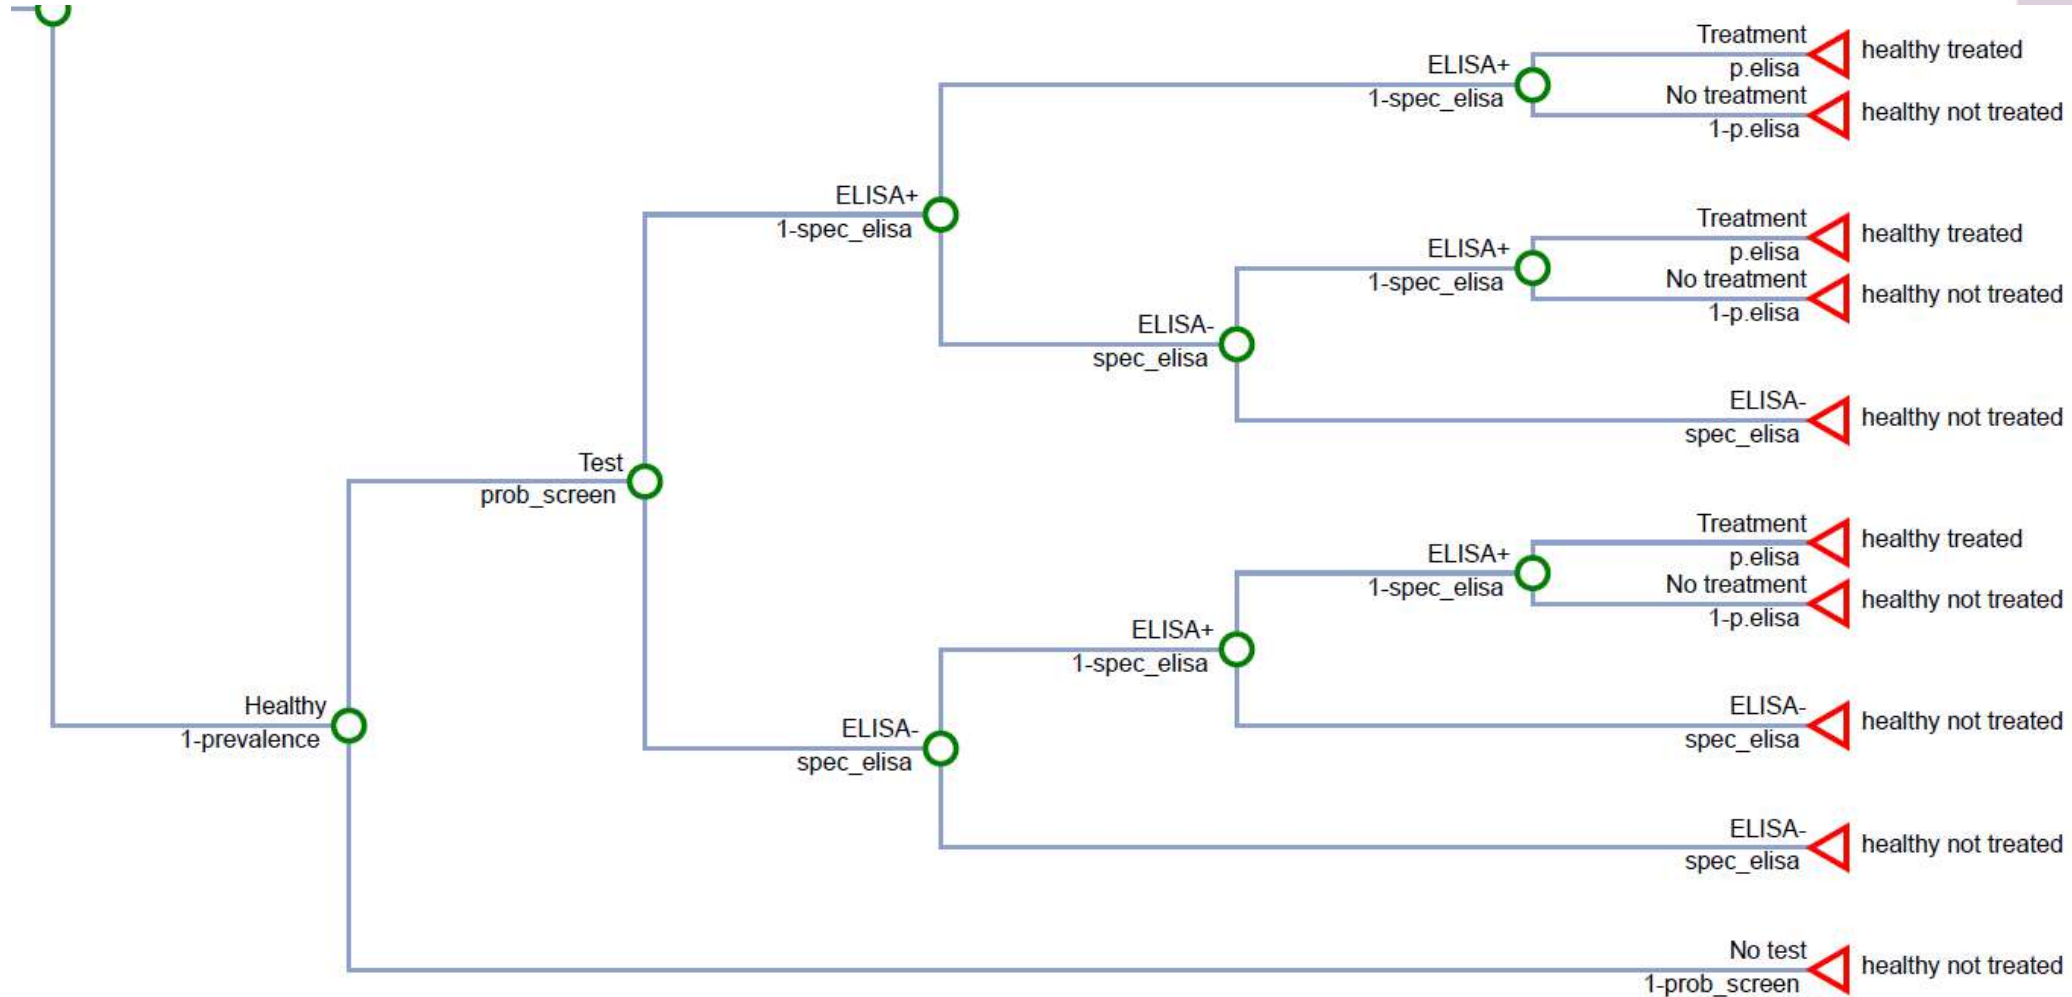 Treatment
healthy treated
p.elisa
ELISA+
1-spec_elisa
No treatment
healthy not treated
1-p.elisa
ELISA+
1-spec_elisa
Treatment
healthy treated
p.elisa
ELISA+
1-spec_elisa
No treatment
healthy not treated
1-p.elisa
ELISA-
spec_elisa
ELISA-
healthy not treated
spec_elisa
Test
prob_screen
Treatment
healthy treated
p.elisa
ELISA+
1-spec_elisa
No treatment
healthy not treated
1-p.elisa
ELISA+
1-spec_elisa
ELISA-
healthy not treated
spec_elisa
Healthy
1-prevalence
ELISA-
spec_elisa
ELISA-
healthy not treated
spec_elisa
No test
healthy not treated
1-prob_screen